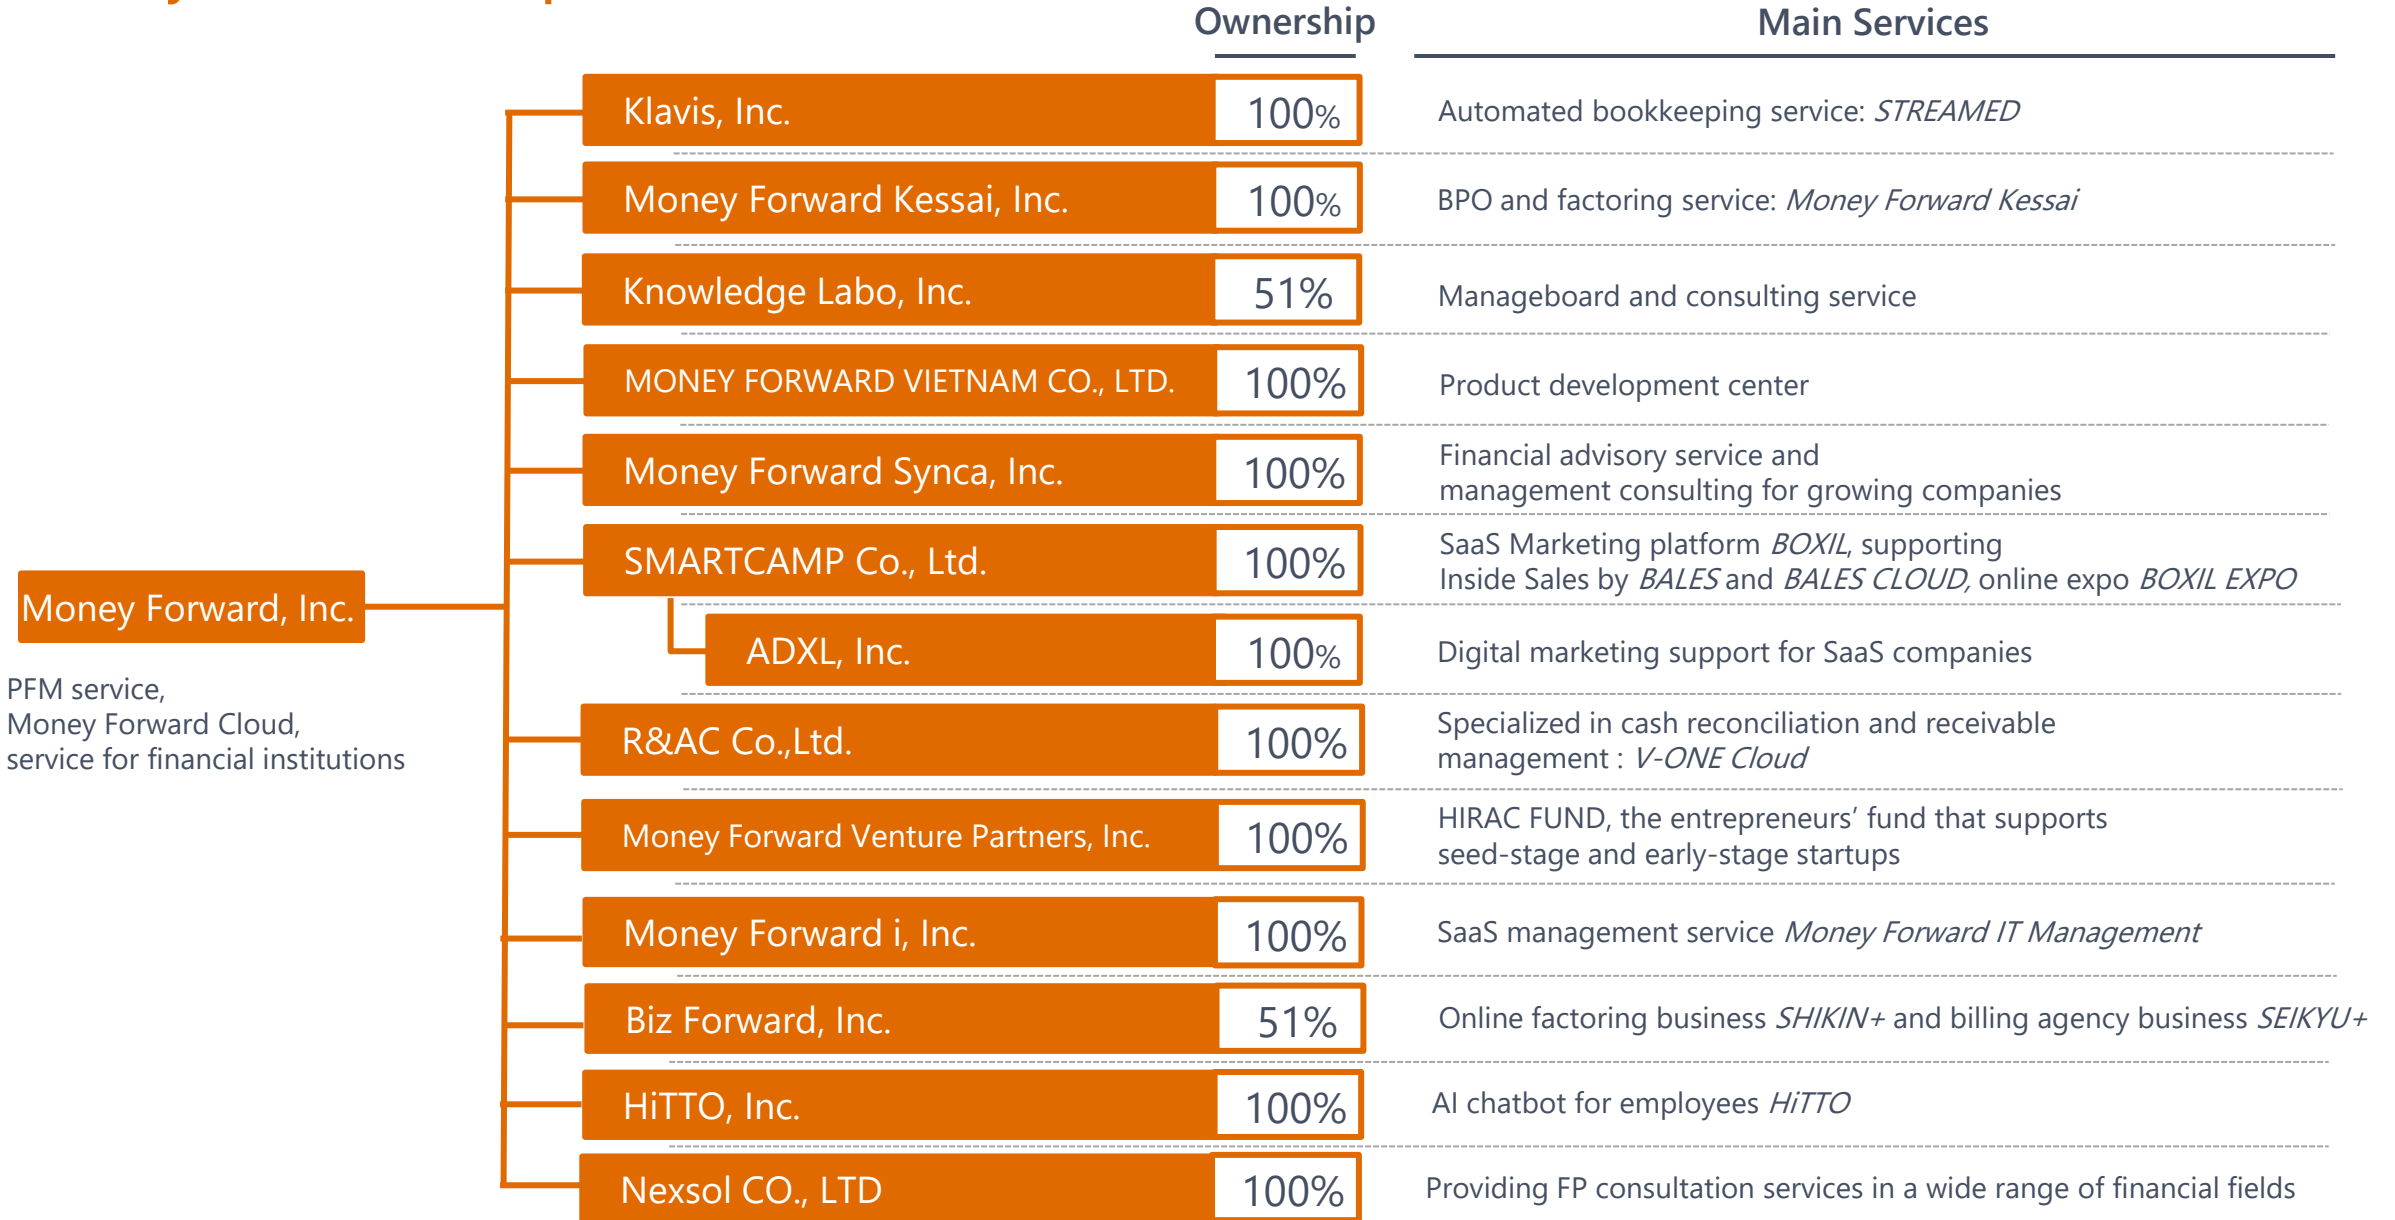 Ownership Main Services
Klavis, Inc. 100% Automated bookkeeping service: STREAMED
Money Forward Kessai, Inc. 100% BPO and factoring service: Money Forward Kessai
Knowledge Labo, Inc. 51% Manageboard and consulting service
MONEY FORWARD VIETNAM CO., LTD. 100% Product development center
Money Forward Synca, Inc. 100% Financial advisory service and
management consulting for growing companies
SMARTCAMP Co., Ltd. 100% SaaS Marketing platform BOXIL, supporting
Inside Sales by BALES and BALES CLOUD, online expo BOXIL EXPO
Money Forward, Inc.
PFM service,
Money Forward Cloud,
service for financial institutions
ADXL, Inc. 100% Digital marketing support for SaaS companies
R&AC Co.,Ltd. 100% Specialized in cash reconciliation and receivable
management : V-ONE Cloud
Money Forward Venture Partners, Inc. 100% HIRAC FUND, the entrepreneurs’ fund that supports
seed-stage and early-stage startups
Money Forward i, Inc. 100% SaaS management service Money Forward IT Management
Biz Forward, Inc. 51% Online factoring business SHIKIN+ and billing agency business SEIKYU+
HiTTO, Inc. 100% AI chatbot for employees HiTTO
Nexsol CO., LTD 100% Providing FP consultation services in a wide range of financial fields